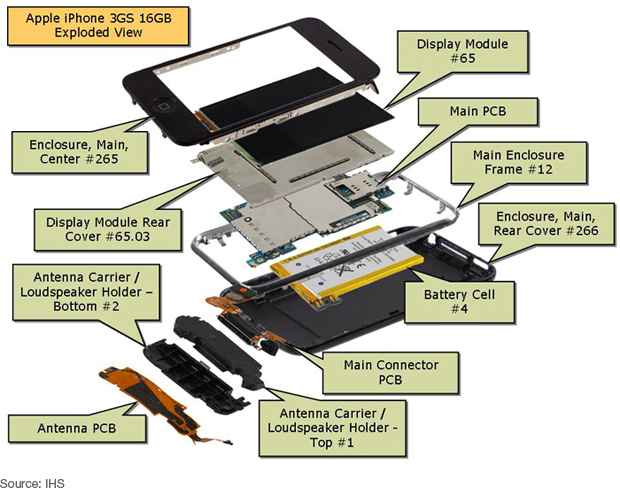 Apple iPhone 3GS 16GB
Exploded View
Display Module
#65
Main PCB
Enclosure, Main,
Center #265
Main Enclosure
Frame #12
Display Module Rear
Cover #65.03
Enclosure, Main,
Rear Cover #266
Antenna Carrier /
Loudspeaker Holder –
Bottom #2
Battery Cell
#4
Main Connector
PCB
Antenna PCB
Antenna Carrier /
Loudspeaker Holder -
Top #1
Source: IHS